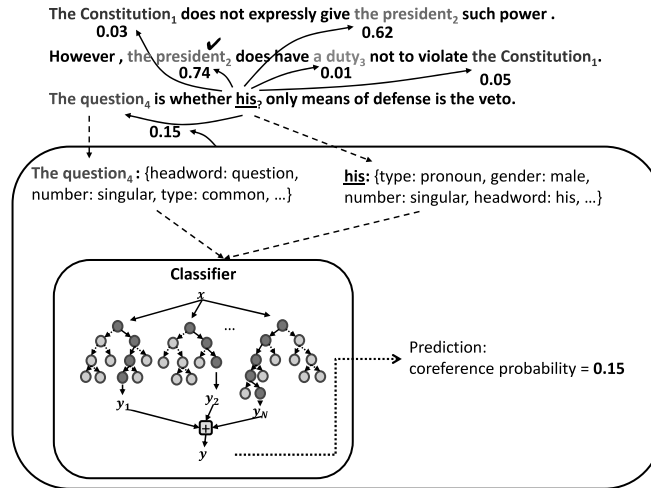 The Constitution₁ does not expressly give the president₂ such power .
0.03 0.62
However , the president₂ does have a duty₃ not to violate the Constitution₁.
0.74 0.01 0.05
The question₄ is whether his? only means of defense is the veto.
0.15
The question₄: {headword: question,
number: singular, type: common, ...}
his: {type: pronoun, gender: male,
number: singular, headword: his, ...}
Classifier
x
...
y₁ y₂ y_N
+
y
Prediction:
coreference probability = 0.15